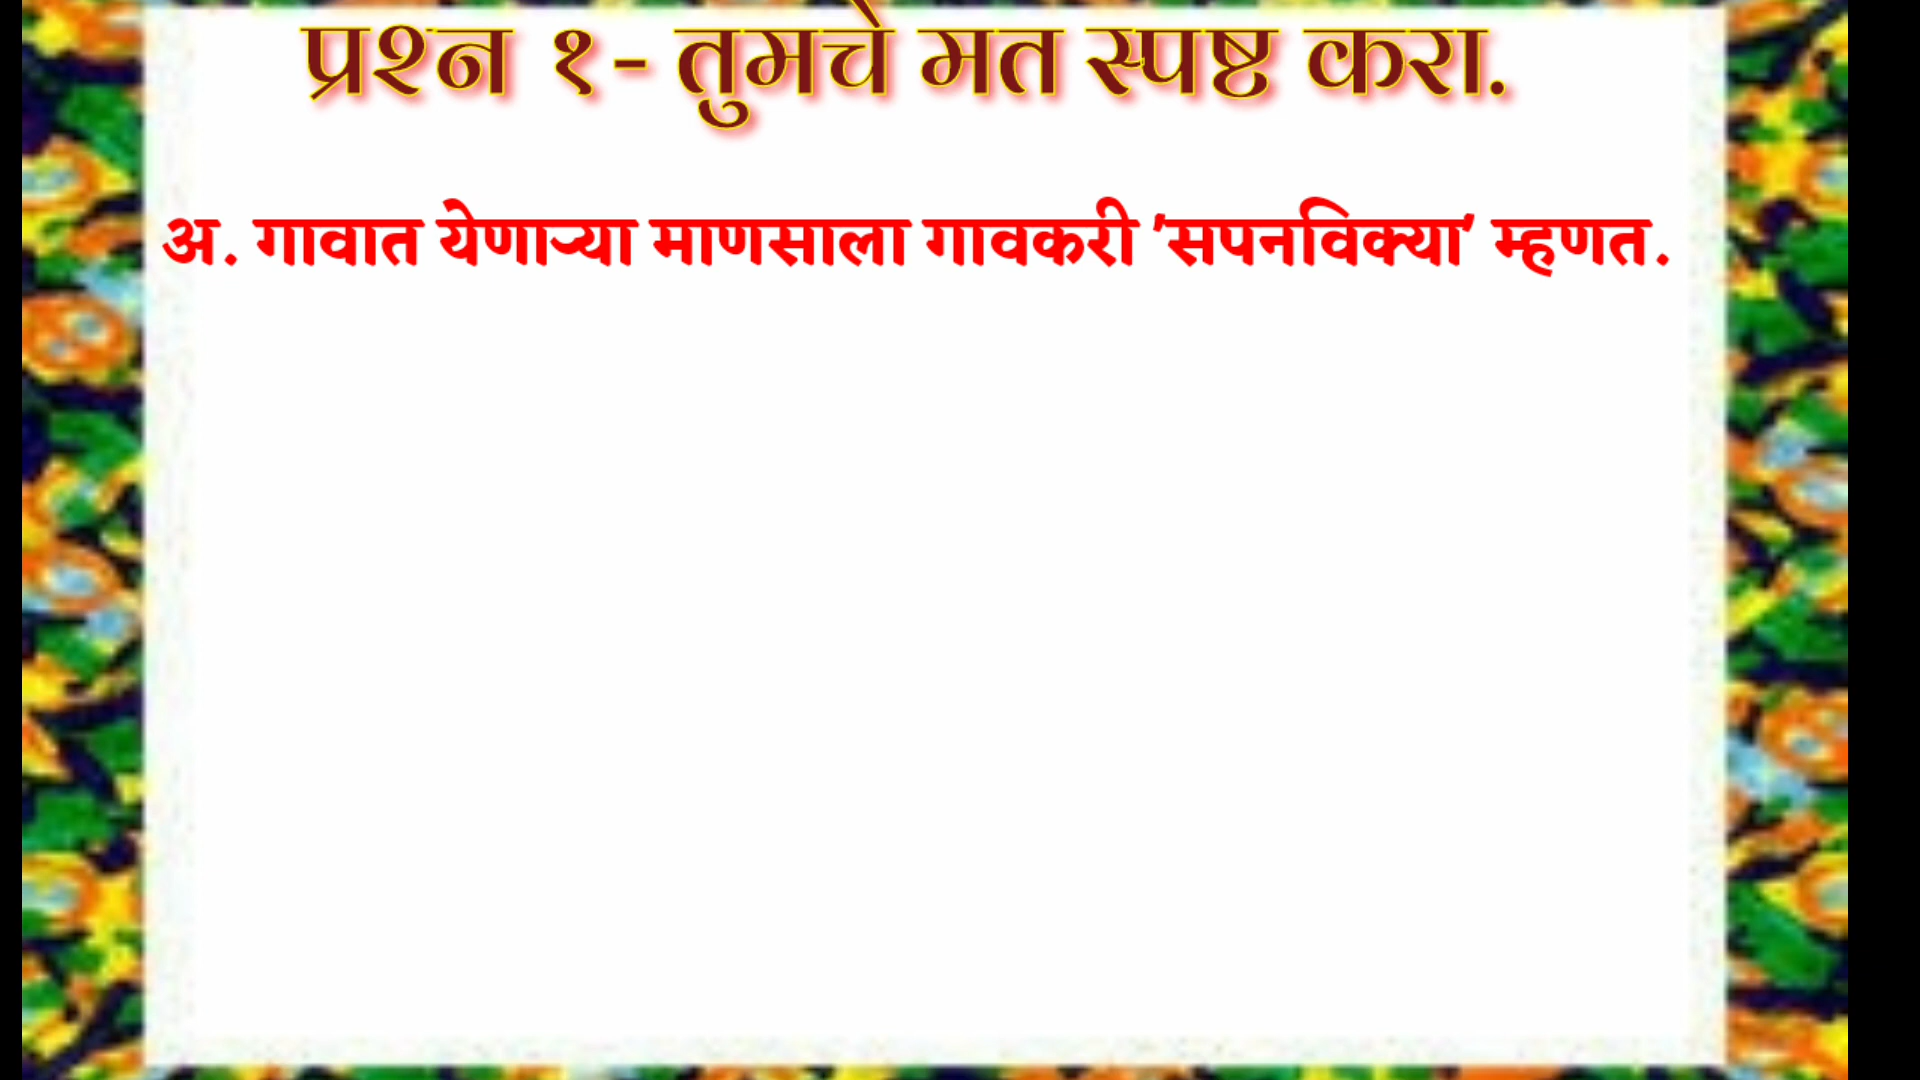 प्रश्न १- तुमचे मत स्पष्ट करा.
अ. गावात येणाऱ्या माणसाला गावकरी 'सपनविक्या' म्हणत.